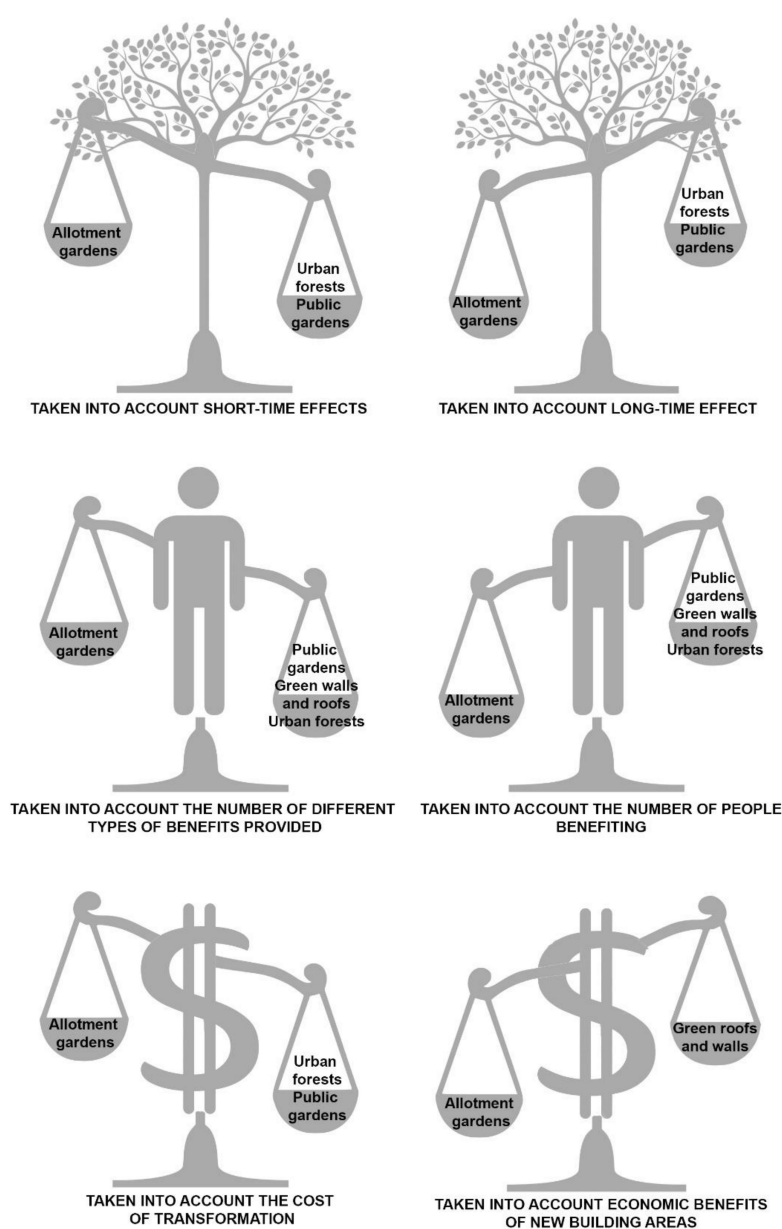 Allotment
gardens
Urban
forests
Public
gardens
TAKEN INTO ACCOUNT SHORT-TIME EFFECTS
Urban
forests
Public
gardens
Allotment
gardens
TAKEN INTO ACCOUNT LONG-TIME EFFECT
Allotment
gardens
Public
gardens
Green walls
and roofs
Urban forests
TAKEN INTO ACCOUNT THE NUMBER OF DIFFERENT
TYPES OF BENEFITS PROVIDED
Public
gardens
Green walls
and roofs
Urban forests
Allotment
gardens
TAKEN INTO ACCOUNT THE NUMBER OF PEOPLE
BENEFITING
Allotment
gardens
Urban
forests
Public
gardens
TAKEN INTO ACCOUNT THE COST
OF TRANSFORMATION
Green roofs
and walls
Allotment
gardens
TAKEN INTO ACCOUNT ECONOMIC BENEFITS
OF NEW BUILDING AREAS